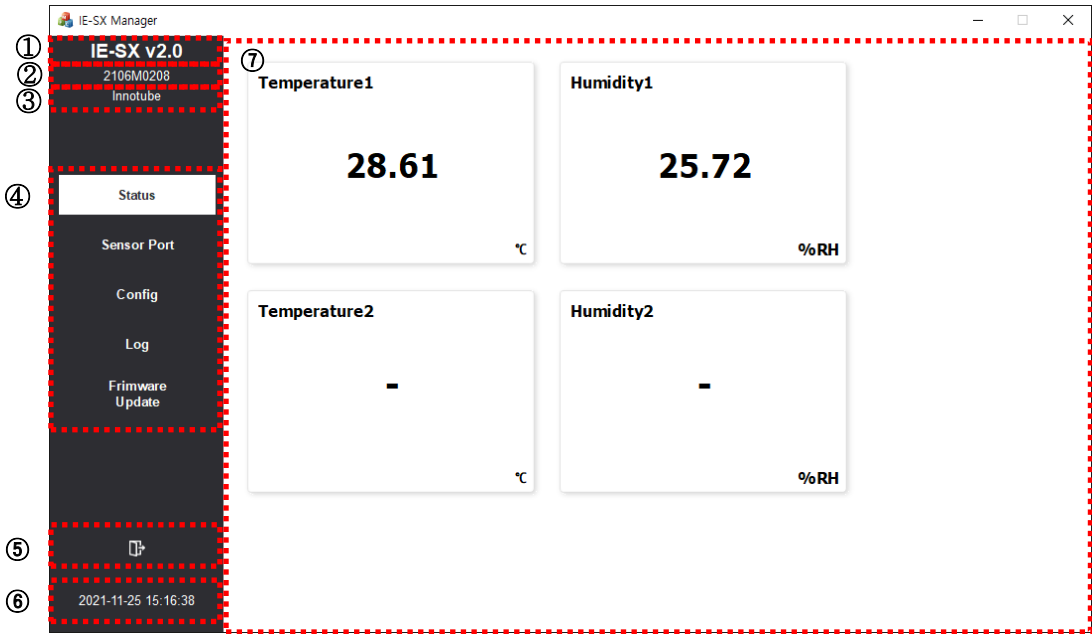 IE-SX Manager
① IE-SX v2.0
② 2106M0208
③ Innotube
④ Status
Sensor Port
Config
Log
Frimware
Update
⑤
⑥ 2021-11-25 15:16:38
⑦
Temperature1
28.61
℃
Humidity1
25.72
%RH
Temperature2
-
℃
Humidity2
-
%RH